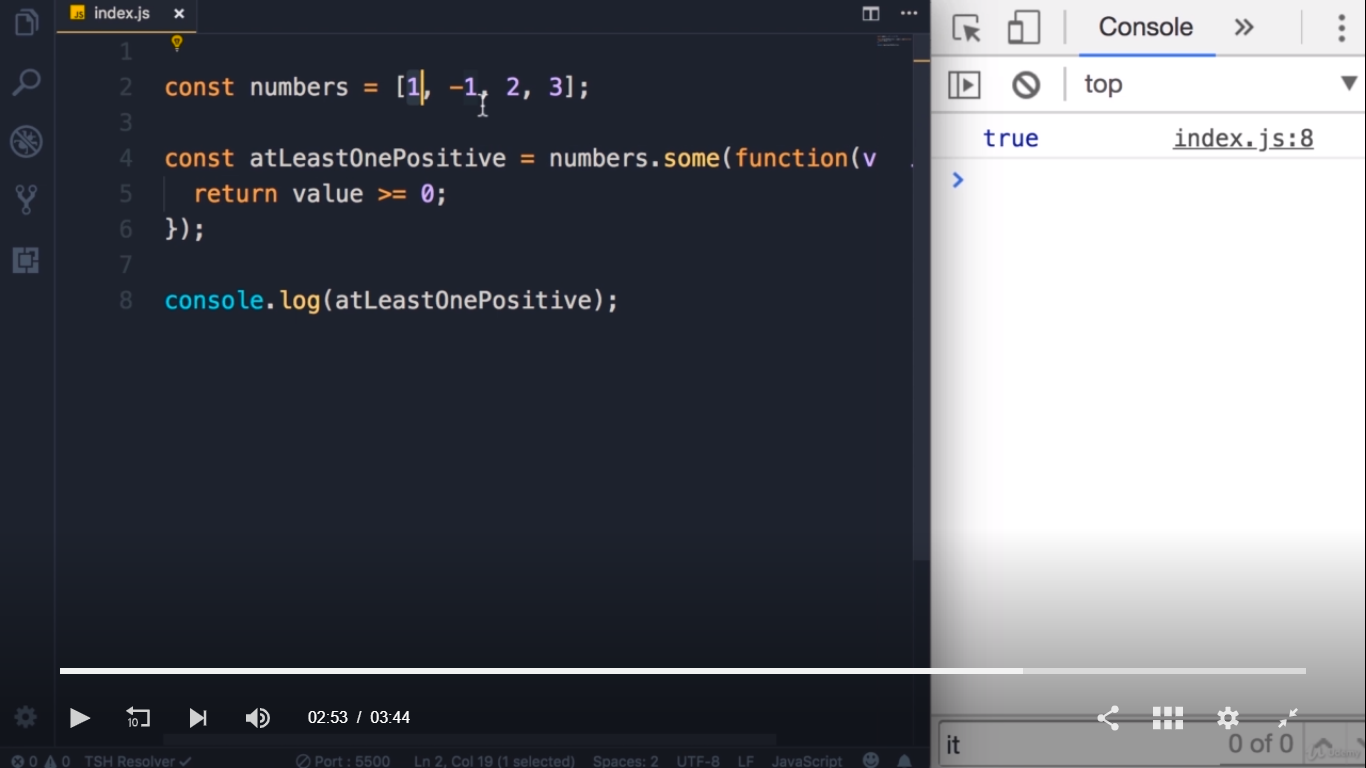 index.js
1
2 const numbers = [1, -1, 2, 3];
3
4 const atLeastOnePositive = numbers.some(function(v
5 return value >= 0;
6 });
7
8 console.log(atLeastOnePositive);
Console
top
true index.js:8
02:53 / 03:44
it 0 of 0
0 0 TSH Resolver Port : 5500 Ln 2, Col 19 (1 selected) Spaces: 2 UTF-8 LF JavaScript
JS
10